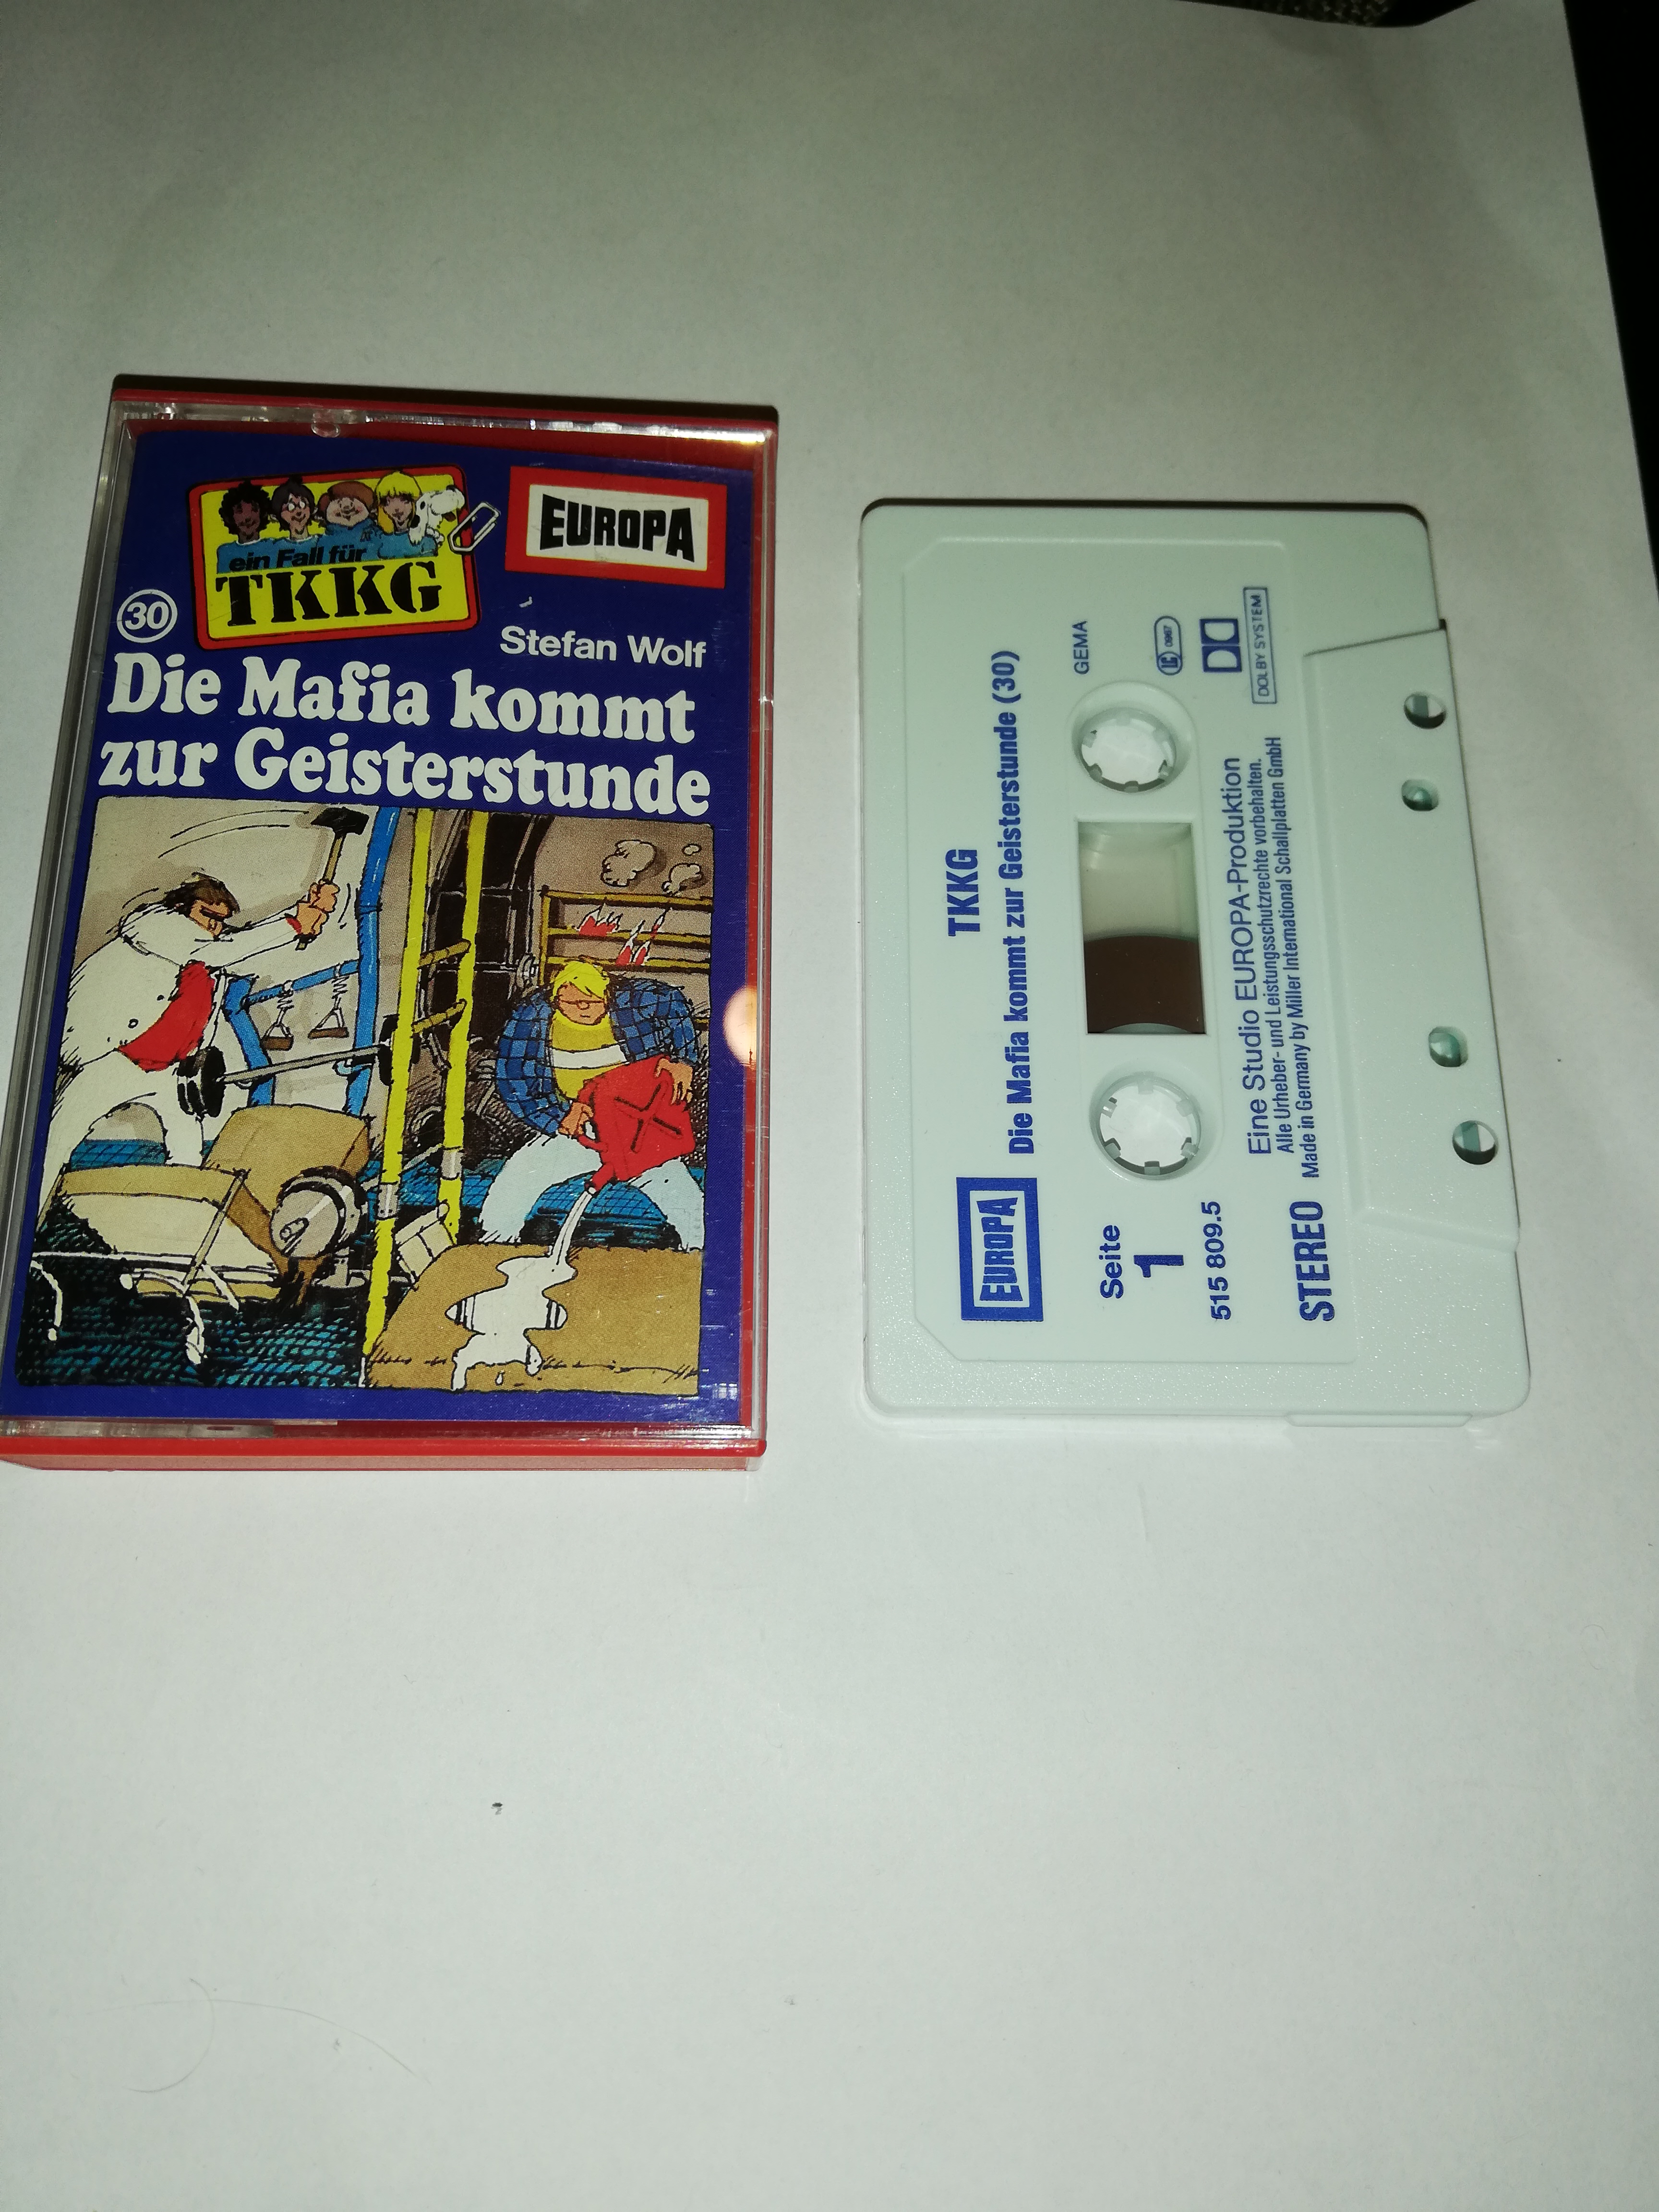 ein Fall für
TKKG
EUROPA
30
Stefan Wolf
Die Mafia kommt
zur Geisterstunde
EUROPA
TKKG
Die Mafia kommt zur Geisterstunde (30)
Seite
1
515 809.5
GEMA
LC 0967
DOLBY SYSTEM
STEREO
Eine Studio EUROPA-Produktion
Alle Urheber- und Leistungsschutzrechte vorbehalten.
Made in Germany by Miller International Schallplatten GmbH